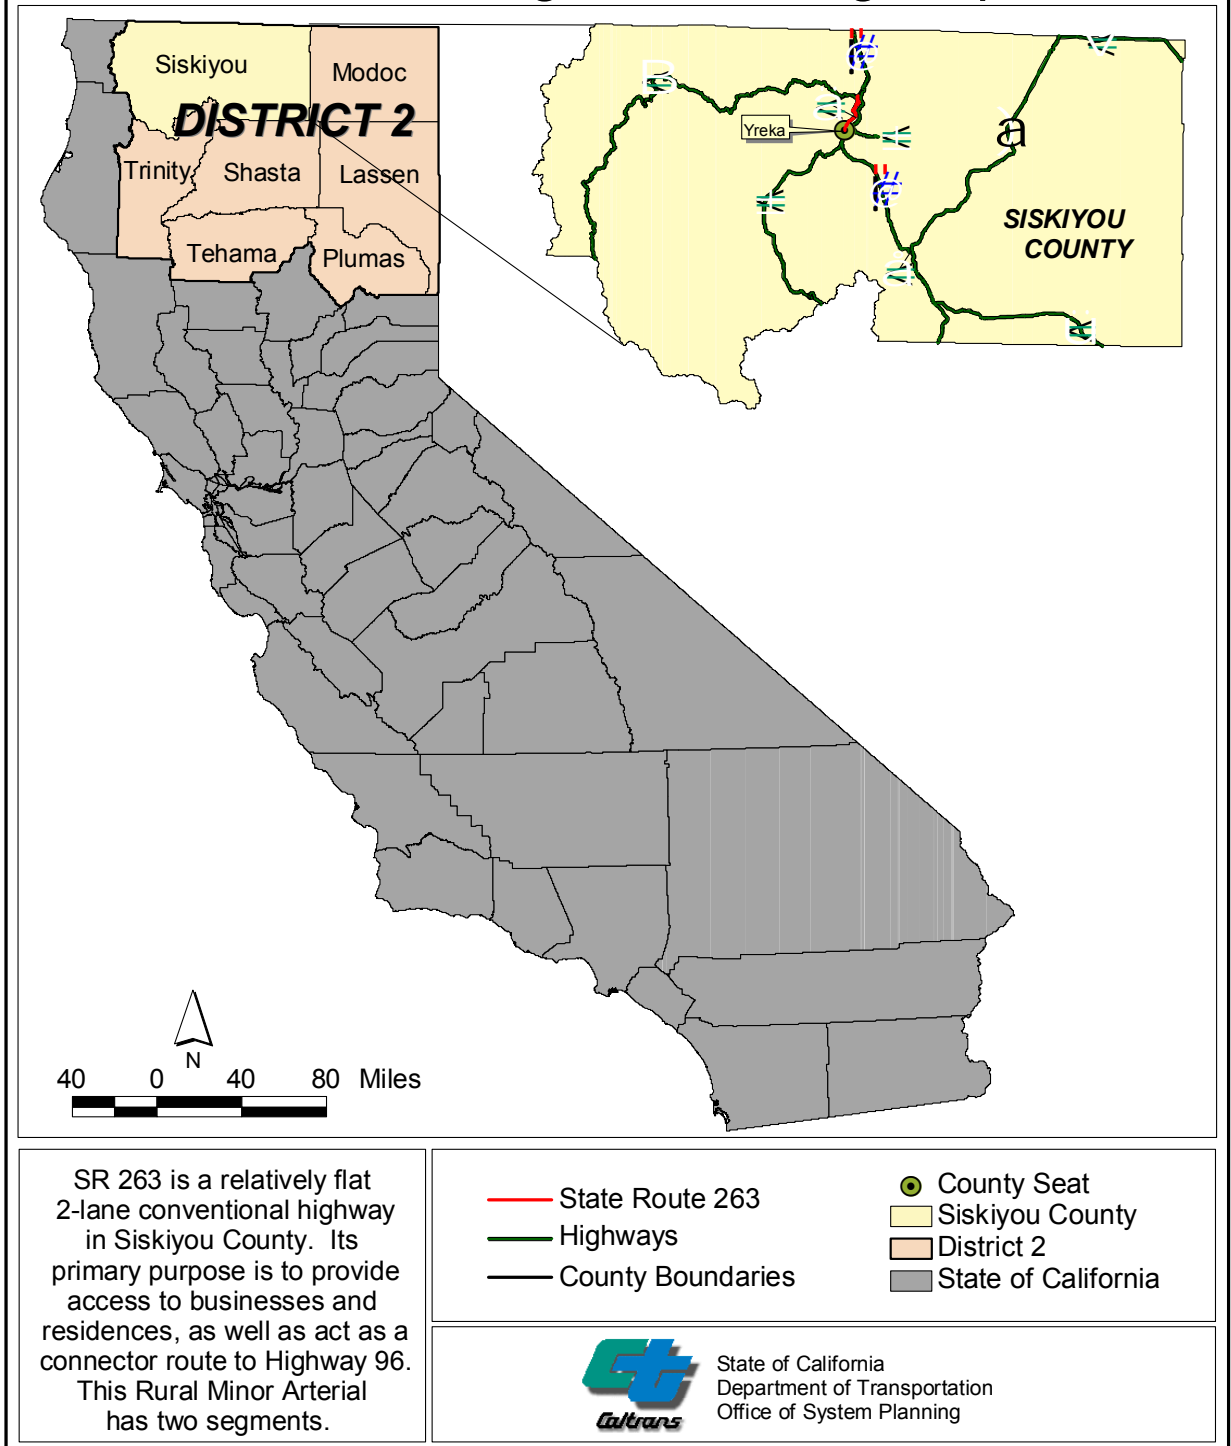 Siskiyou
Modoc
DISTRICT 2
Trinity
Shasta
Lassen
Tehama
Plumas
Yreka
SISKIYOU
COUNTY
N
40 0 40 80 Miles
SR 263 is a relatively flat
2-lane conventional highway
in Siskiyou County. Its
primary purpose is to provide
access to businesses and
residences, as well as act as a
connector route to Highway 96.
This Rural Minor Arterial
has two segments.
State Route 263
Highways
County Boundaries
County Seat
Siskiyou County
District 2
State of California
Caltrans
State of California
Department of Transportation
Office of System Planning